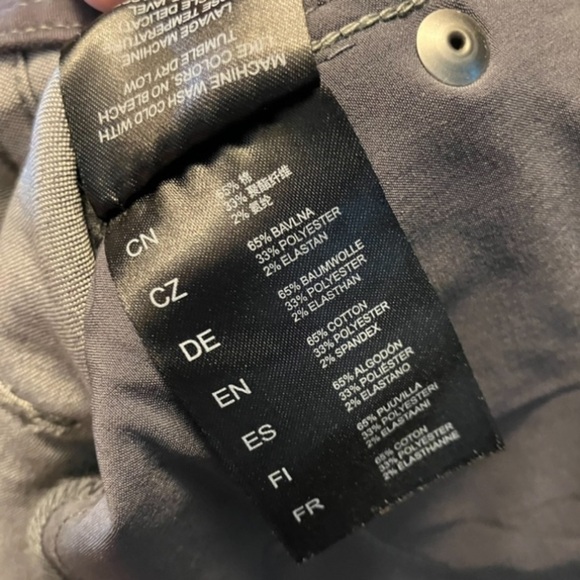 MACHINE WASH COLD WITH
LIKE COLORS, NO BLEACH
TUMBLE DRY LOW
LAVAGE MACHINE
CN
65% 棉
33% 聚酯纤维
2% 氨纶
CZ
65% BAVLNA
33% POLYESTER
2% ELASTAN
DE
65% BAUMWOLLE
33% POLYESTER
2% ELASTHAN
EN
65% COTTON
33% POLYESTER
2% SPANDEX
ES
65% ALGODÓN
33% POLIÉSTER
2% ELASTANO
FI
65% PUUVILLA
33% POLYESTERI
2% ELASTAANI
FR
65% COTON
33% POLYESTER
2% ELASTHANNE